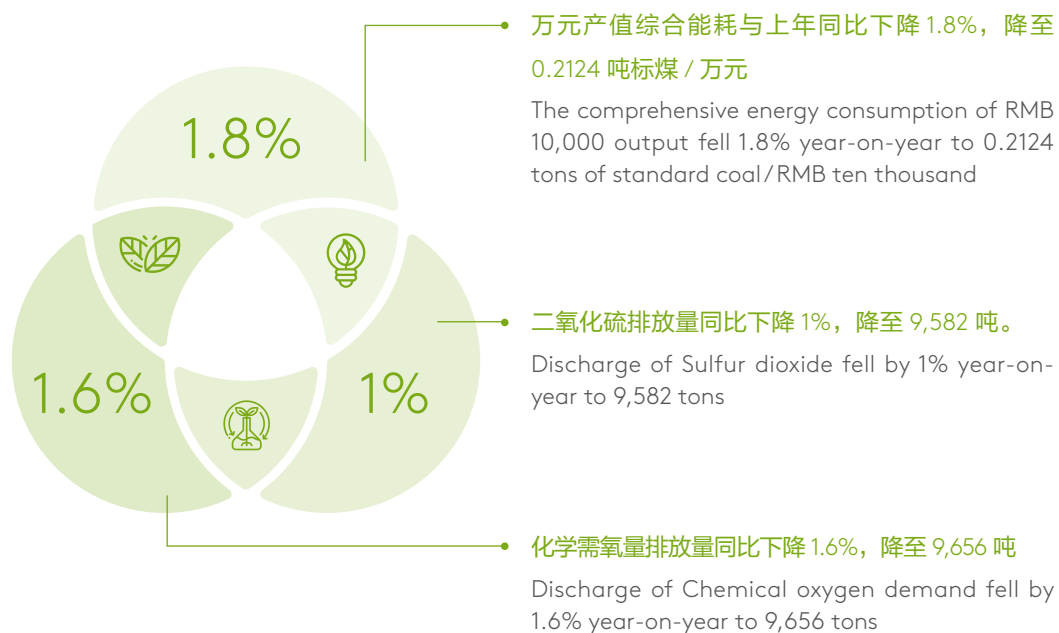 1.8%
1.6%
1%
万元产值综合能耗与上年同比下降 1.8%，降至
0.2124 吨标煤 / 万元
The comprehensive energy consumption of RMB
10,000 output fell 1.8% year-on-year to 0.2124
tons of standard coal/RMB ten thousand
二氧化硫排放量同比下降 1%，降至 9,582 吨。
Discharge of Sulfur dioxide fell by 1% year-on-
year to 9,582 tons
化学需氧量排放量同比下降 1.6%，降至 9,656 吨
Discharge of Chemical oxygen demand fell by
1.6% year-on-year to 9,656 tons